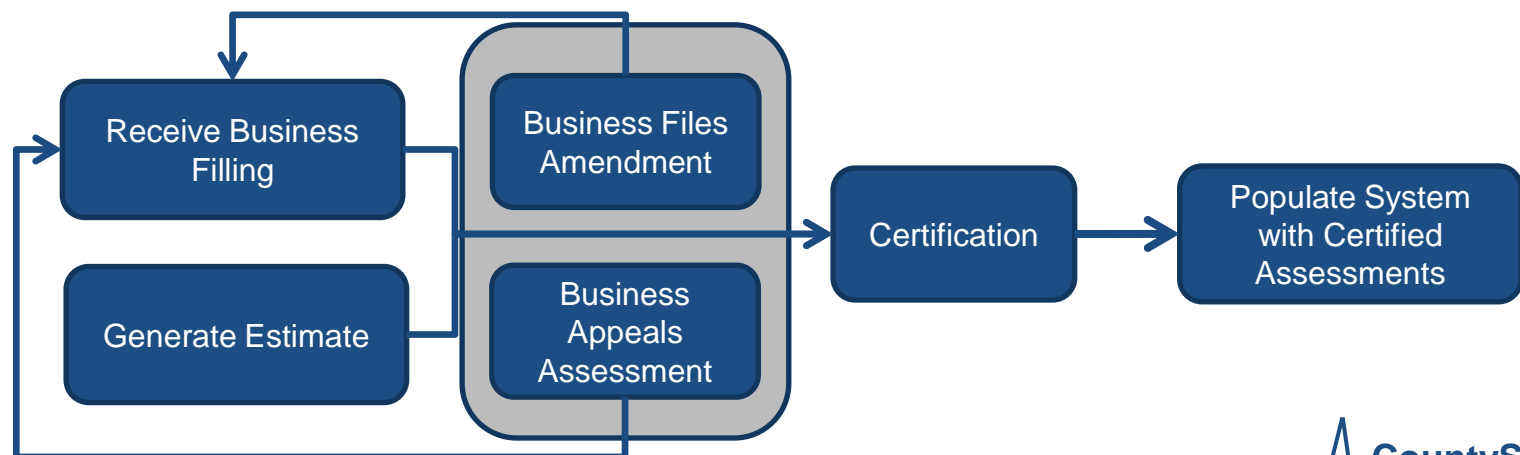 Receive Business
Filling
Generate Estimate
Business Files
Amendment
Business
Appeals
Assessment
Certification
Populate System
with Certified
Assessments